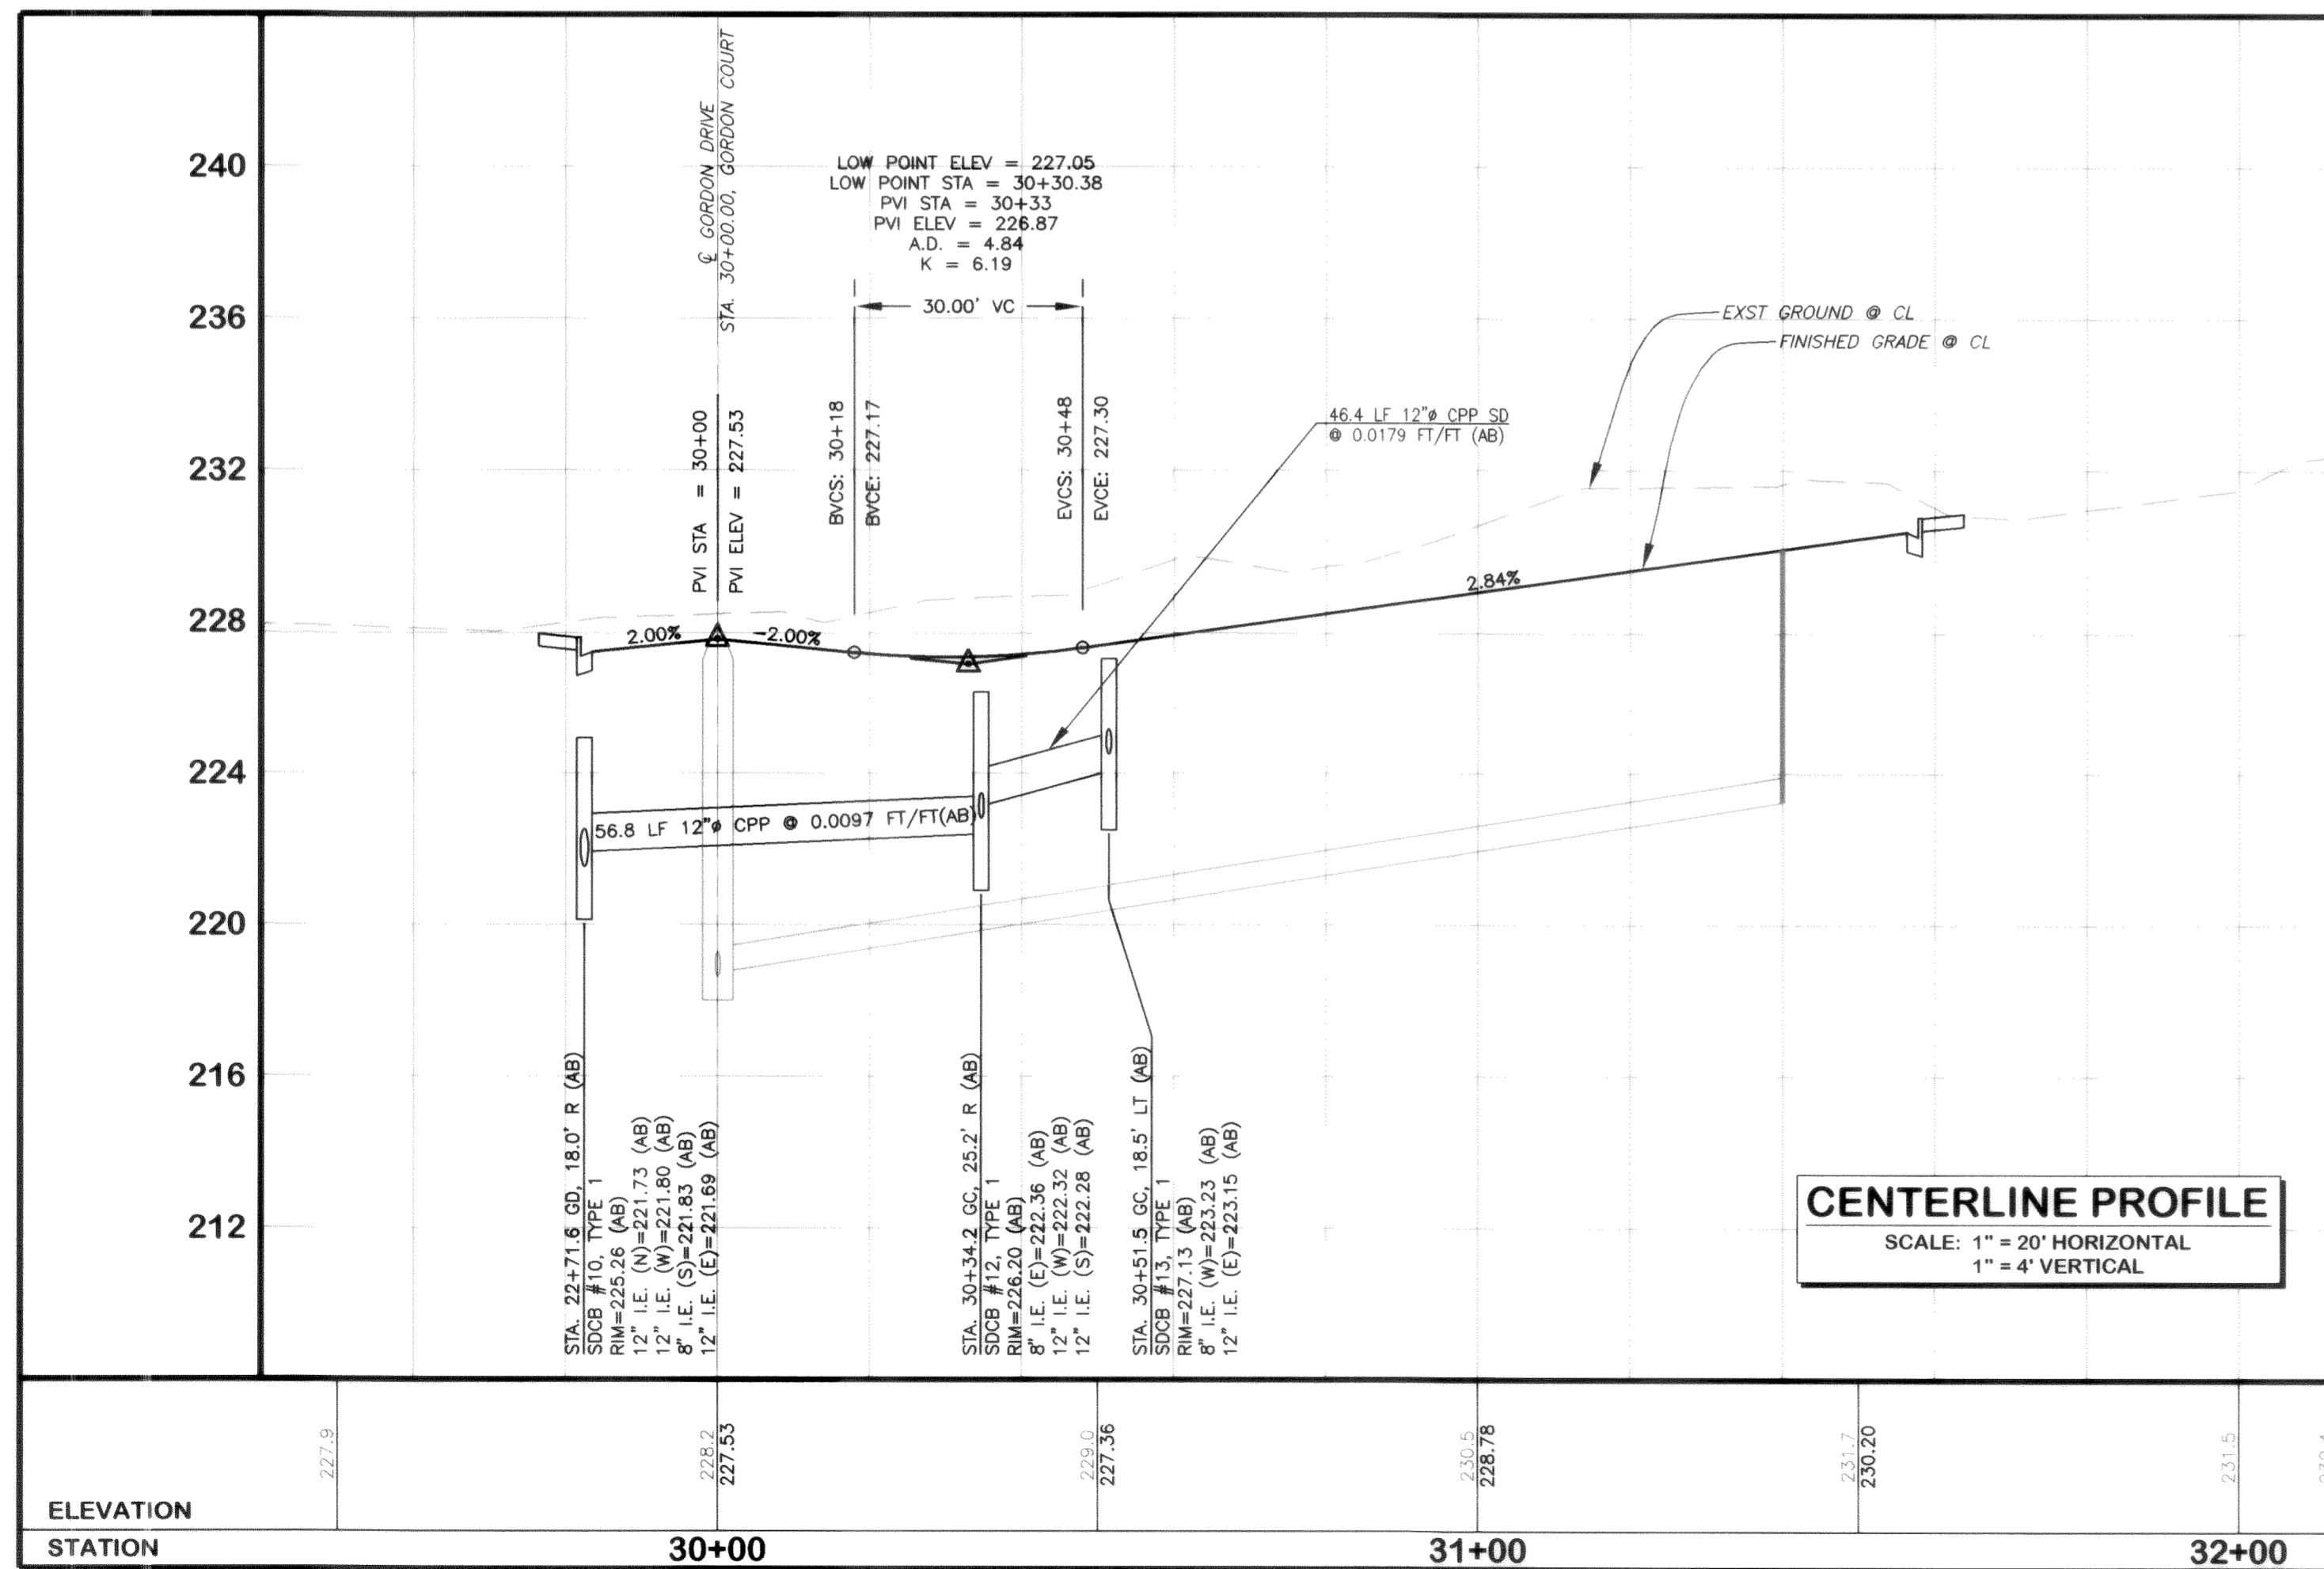 240
236
232
228
224
220
216
212
℄ GORDON DRIVE
STA. 30+00.00, GORDON COURT
LOW POINT ELEV = 227.05
LOW POINT STA = 30+30.38
PVI STA = 30+33
PVI ELEV = 226.87
A.D. = 4.84
K = 6.19
30.00' VC
PVI STA = 30+00
PVI ELEV = 227.53
BVCS: 30+18
BVCE: 227.17
EVCS: 30+48
EVCE: 227.30
EXST GROUND @ CL
FINISHED GRADE @ CL
46.4 LF 12"ø CPP SD
@ 0.0179 FT/FT (AB)
2.00%
-2.00%
2.84%
56.8 LF 12"ø CPP @ 0.0097 FT/FT(AB)
STA. 22+71.6 GD, 18.0' R (AB)
SDCB #10, TYPE 1
RIM=225.26 (AB)
12" I.E. (N)=221.73 (AB)
12" I.E. (W)=221.80 (AB)
8" I.E. (S)=221.83 (AB)
12" I.E. (E)=221.69 (AB)
STA. 30+34.2 GC, 25.2' R (AB)
SDCB #12, TYPE 1
RIM=226.20 (AB)
8" I.E. (E)=222.36 (AB)
12" I.E. (W)=222.32 (AB)
12" I.E. (S)=222.28 (AB)
STA. 30+51.5 GC, 18.5' LT (AB)
SDCB #13, TYPE 1
RIM=227.13 (AB)
8" I.E. (W)=223.23 (AB)
12" I.E. (E)=223.15 (AB)
CENTERLINE PROFILE
SCALE: 1" = 20' HORIZONTAL
1" = 4' VERTICAL
227.9
228.2
227.53
229.0
227.36
230.5
228.78
231.7
230.20
231.5
ELEVATION
STATION
30+00
31+00
32+00